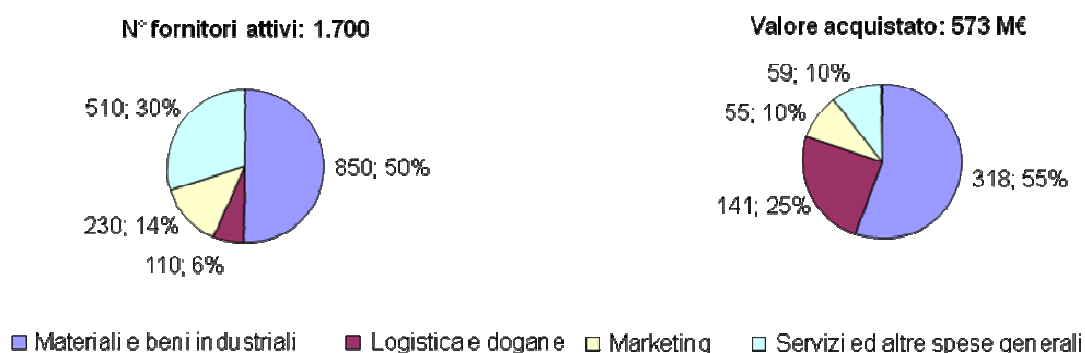 N° fornitori attivi: 1.700
510; 30%
850; 50%
230; 14%
110; 6%
Valore acquistato: 573 M€
59; 10%
55; 10%
318; 55%
141; 25%
Materiali e beni industriali
Logistica e dogane
Marketing
Servizi ed altre spese generali